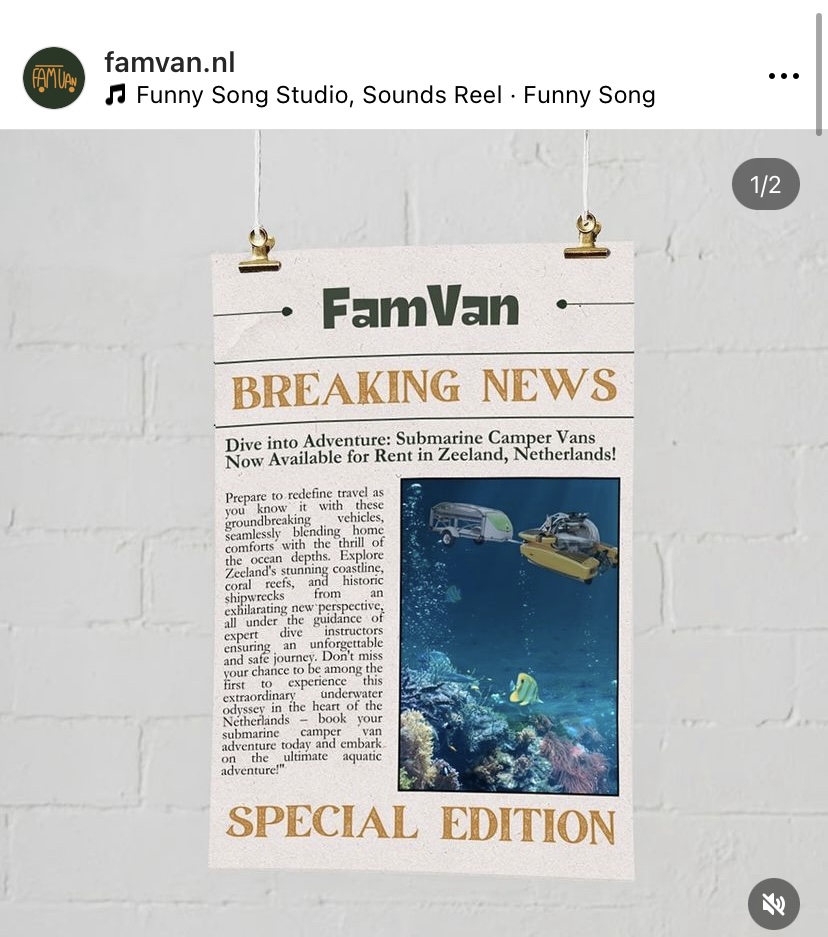 famvan.nl
Funny Song Studio, Sounds Reel · Funny Song
FAMVAN
1/2
FamVan
BREAKING NEWS
Dive into Adventure: Submarine Camper Vans
Now Available for Rent in Zeeland, Netherlands!
Prepare to redefine travel as
you know it with these
groundbreaking vehicles,
seamlessly blending home
comforts with the thrill of
the ocean depths. Explore
Zeeland's stunning coastline,
coral reefs, and historic
shipwrecks from an
exhilarating new perspective,
all under the guidance of
expert dive instructors
ensuring an unforgettable
and safe journey. Don't miss
your chance to be among the
first to experience this
extraordinary underwater
odyssey in the heart of the
Netherlands – book your
submarine camper van
adventure today and embark
on the ultimate aquatic
adventure!"
SPECIAL EDITION